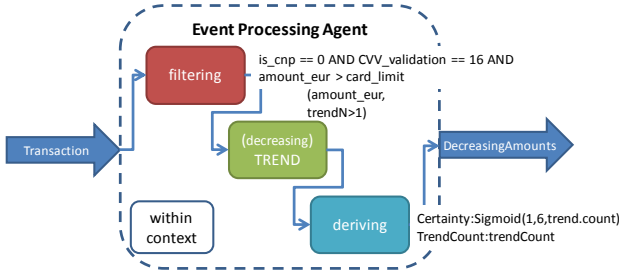 Event Processing Agent
is_cnp == 0 AND CVV_validation == 16 AND
amount_eur > card_limit
(amount_eur,
trendN>1)
filtering
Transaction
(decreasing)
TREND
DecreasingAmounts
within
context
deriving
Certainty:Sigmoid(1,6,trend.count)
TrendCount:trendCount